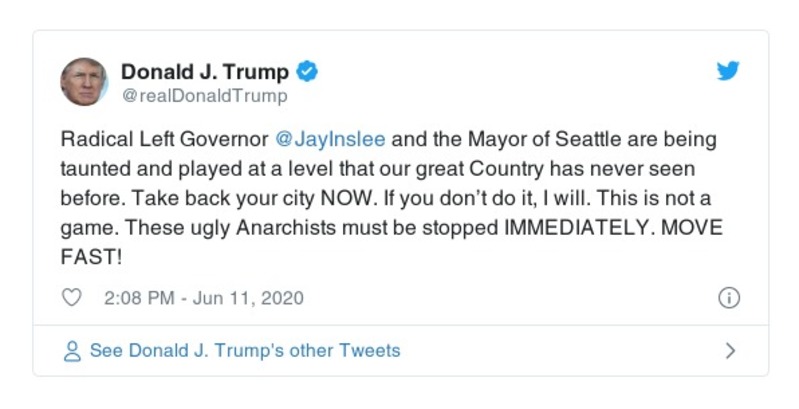 Donald J. Trump
@realDonaldTrump
Radical Left Governor @JayInslee and the Mayor of Seattle are being
taunted and played at a level that our great Country has never seen
before. Take back your city NOW. If you don’t do it, I will. This is not a
game. These ugly Anarchists must be stopped IMMEDIATELY. MOVE
FAST!
2:08 PM - Jun 11, 2020
See Donald J. Trump's other Tweets